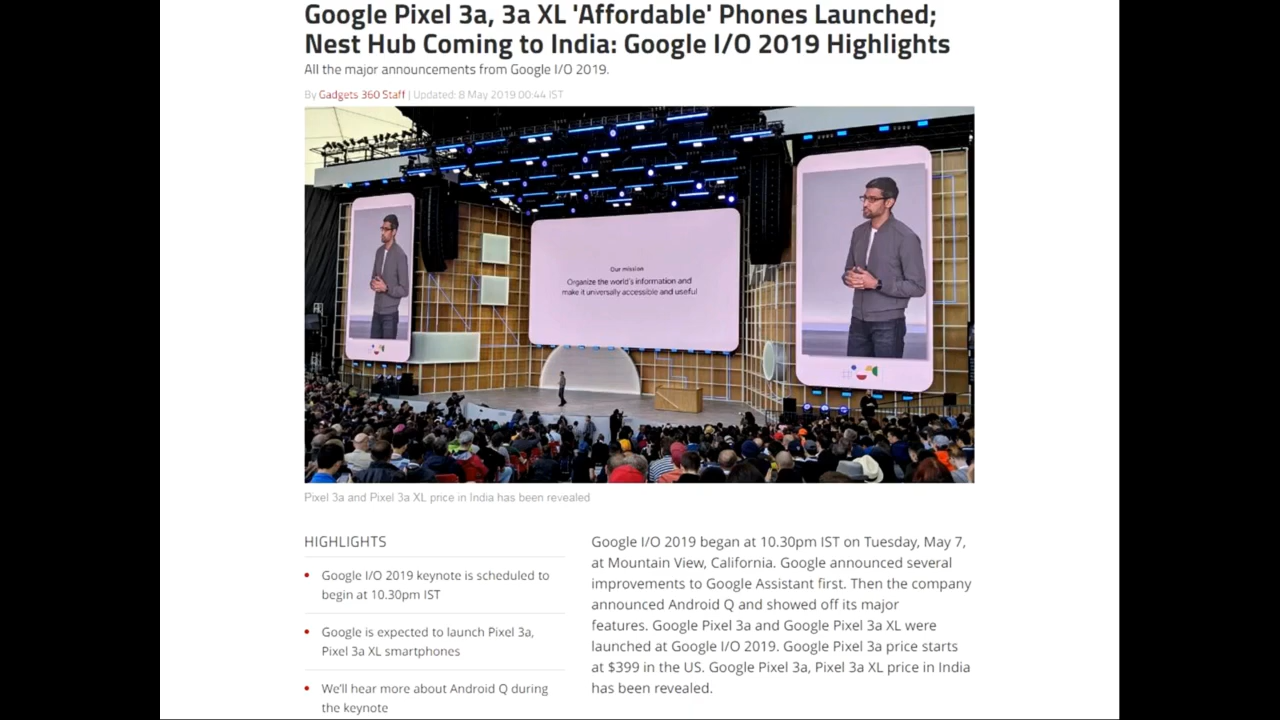 Google Pixel 3a, 3a XL 'Affordable' Phones Launched;
Nest Hub Coming to India: Google I/O 2019 Highlights
All the major announcements from Google I/O 2019.
By Gadgets 360 Staff | Updated: 8 May 2019 00:44 IST
Our mission
Organize the world's information and
make it universally accessible and useful
Pixel 3a and Pixel 3a XL price in India has been revealed
HIGHLIGHTS
Google I/O 2019 keynote is scheduled to
begin at 10.30pm IST
Google is expected to launch Pixel 3a,
Pixel 3a XL smartphones
We'll hear more about Android Q during
the keynote
Google I/O 2019 began at 10.30pm IST on Tuesday, May 7,
at Mountain View, California. Google announced several
improvements to Google Assistant first. Then the company
announced Android Q and showed off its major
features. Google Pixel 3a and Google Pixel 3a XL were
launched at Google I/O 2019. Google Pixel 3a price starts
at $399 in the US. Google Pixel 3a, Pixel 3a XL price in India
has been revealed.